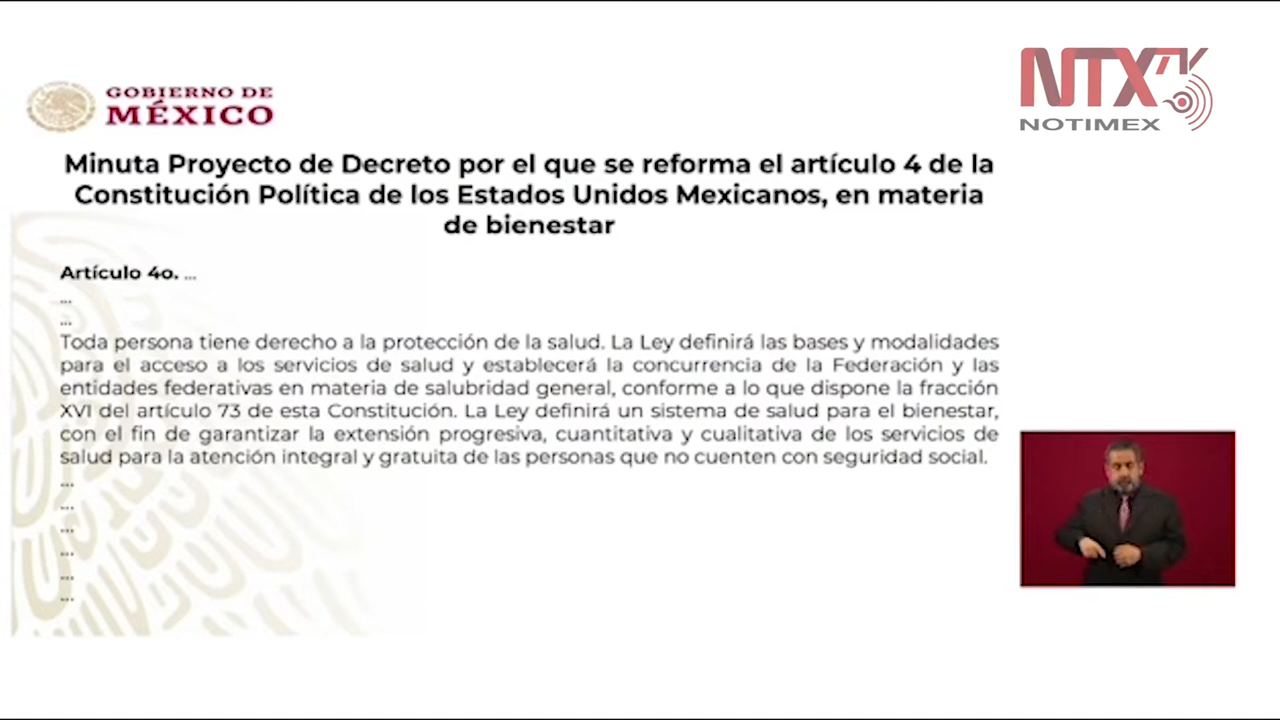 GOBIERNO DE
MÉXICO
NTX TV
NOTIMEX
Minuta Proyecto de Decreto por el que se reforma el artículo 4 de la
Constitución Política de los Estados Unidos Mexicanos, en materia
de bienestar
Artículo 4o. ...
...
...
Toda persona tiene derecho a la protección de la salud. La Ley definirá las bases y modalidades
para el acceso a los servicios de salud y establecerá la concurrencia de la Federación y las
entidades federativas en materia de salubridad general, conforme a lo que dispone la fracción
XVI del artículo 73 de esta Constitución. La Ley definirá un sistema de salud para el bienestar,
con el fin de garantizar la extensión progresiva, cuantitativa y cualitativa de los servicios de
salud para la atención integral y gratuita de las personas que no cuenten con seguridad social.
...
...
...
...
...
...